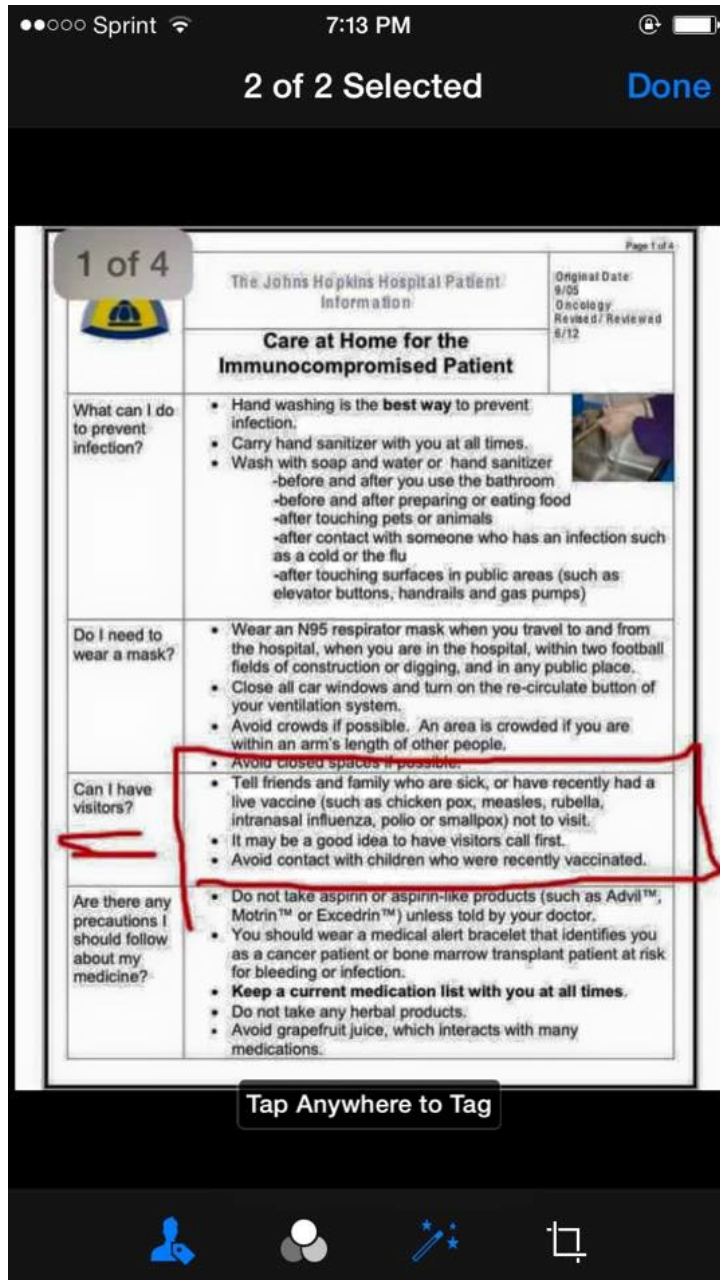 Sprint 7:13 PM
2 of 2 Selected Done
Page 1 of 4
1 of 4
The Johns Hopkins Hospital Patient
Information
Original Date
9/05
Oncology
Revised/ Reviewed
6/12
Care at Home for the
Immunocompromised Patient
What can I do
to prevent
infection?
• Hand washing is the best way to prevent
infection.
• Carry hand sanitizer with you at all times.
• Wash with soap and water or hand sanitizer
-before and after you use the bathroom
-before and after preparing or eating food
-after touching pets or animals
-after contact with someone who has an infection such
as a cold or the flu
-after touching surfaces in public areas (such as
elevator buttons, handrails and gas pumps)
Do I need to
wear a mask?
• Wear an N95 respirator mask when you travel to and from
the hospital, when you are in the hospital, within two football
fields of construction or digging, and in any public place.
• Close all car windows and turn on the re-circulate button of
your ventilation system.
• Avoid crowds if possible. An area is crowded if you are
within an arm's length of other people.
• Avoid closed spaces if possible.
Can I have
visitors?
• Tell friends and family who are sick, or have recently had a
live vaccine (such as chicken pox, measles, rubella,
intranasal influenza, polio or smallpox) not to visit.
• It may be a good idea to have visitors call first.
• Avoid contact with children who were recently vaccinated.
Are there any
precautions I
should follow
about my
medicine?
• Do not take aspirin or aspirin-like products (such as Advil™,
Motrin™ or Excedrin™) unless told by your doctor.
• You should wear a medical alert bracelet that identifies you
as a cancer patient or bone marrow transplant patient at risk
for bleeding or infection.
• Keep a current medication list with you at all times.
• Do not take any herbal products.
• Avoid grapefruit juice, which interacts with many
medications.
Tap Anywhere to Tag